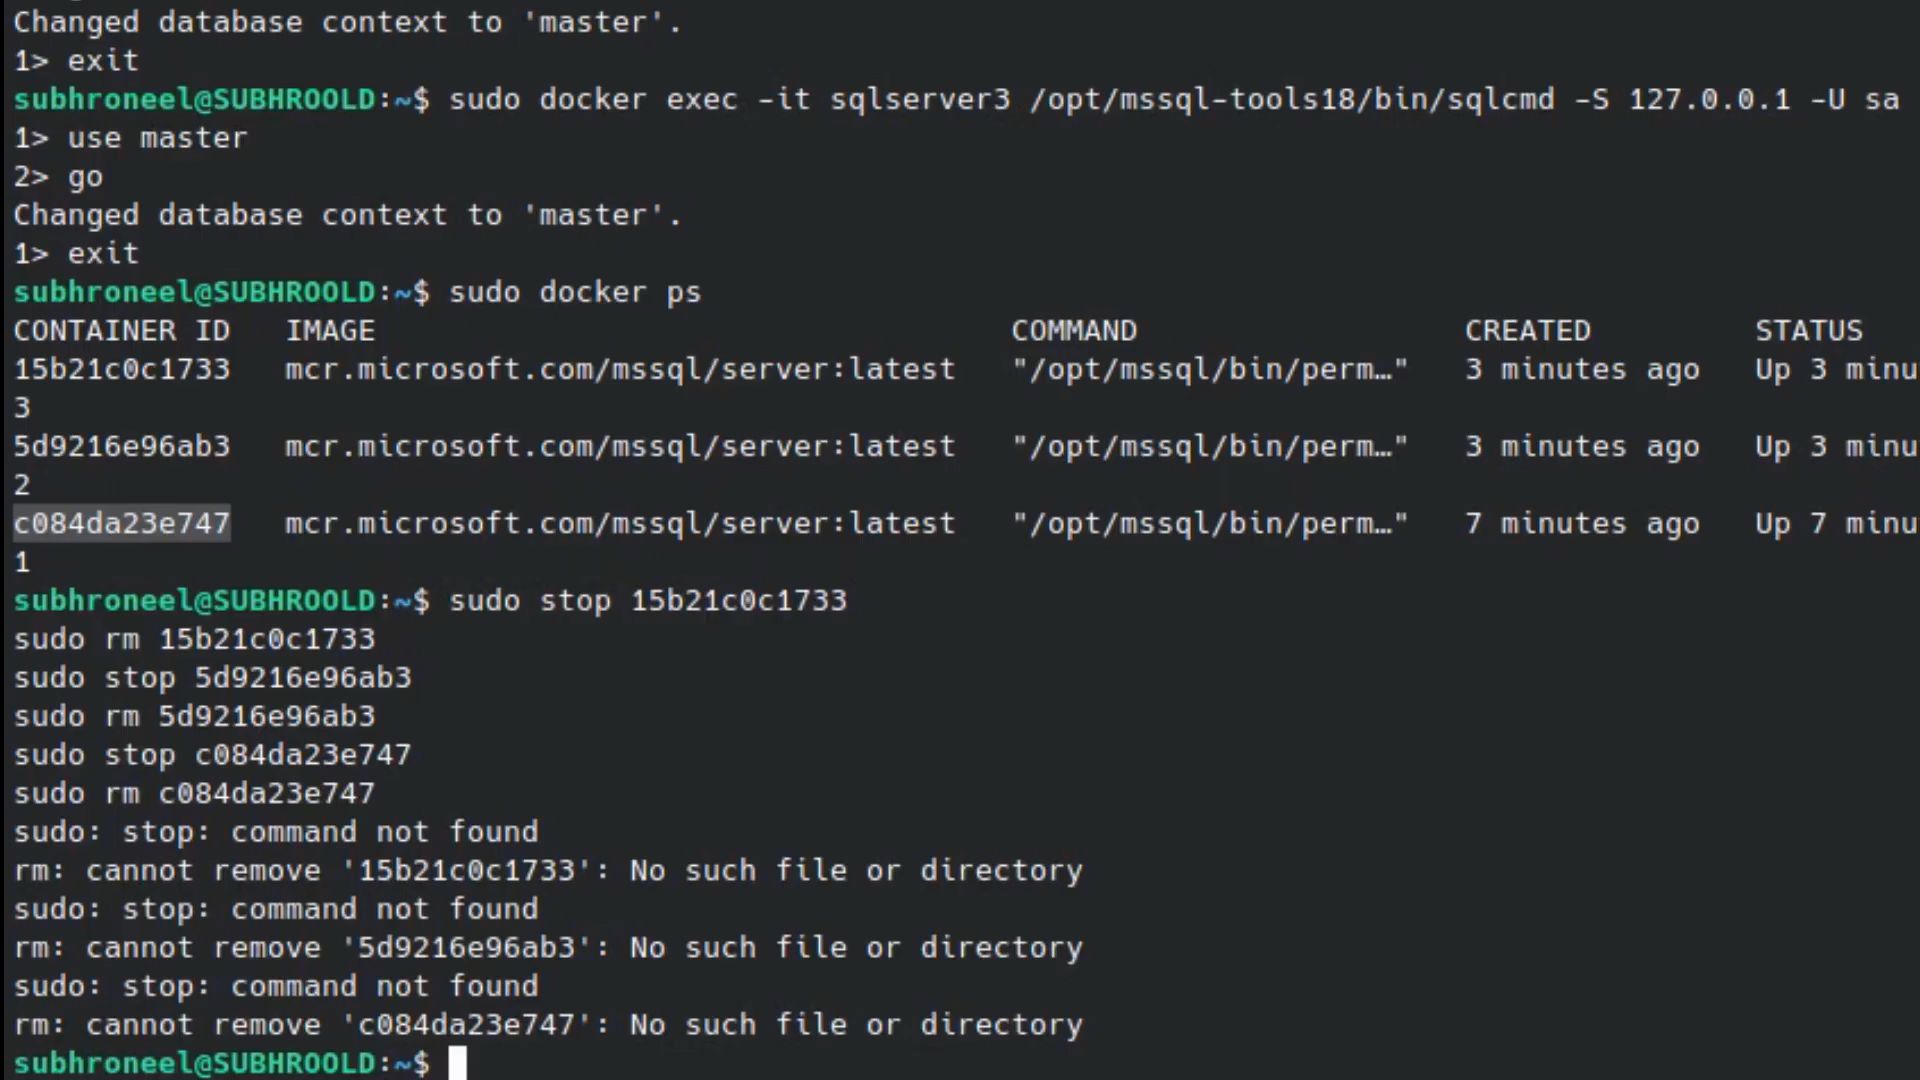 Changed database context to 'master'.
1> exit
subhroneel@SUBHROOLD:~$ sudo docker exec -it sqlserver3 /opt/mssql-tools18/bin/sqlcmd -S 127.0.0.1 -U sa
1> use master
2> go
Changed database context to 'master'.
1> exit
subhroneel@SUBHROOLD:~$ sudo docker ps
CONTAINER ID   IMAGE                                   COMMAND                  CREATED         STATUS
15b21c0c1733   mcr.microsoft.com/mssql/server:latest   "/opt/mssql/bin/perm…"   3 minutes ago   Up 3 minu
3
5d9216e96ab3   mcr.microsoft.com/mssql/server:latest   "/opt/mssql/bin/perm…"   3 minutes ago   Up 3 minu
2
c084da23e747   mcr.microsoft.com/mssql/server:latest   "/opt/mssql/bin/perm…"   7 minutes ago   Up 7 minu
1
subhroneel@SUBHROOLD:~$ sudo stop 15b21c0c1733
sudo rm 15b21c0c1733
sudo stop 5d9216e96ab3
sudo rm 5d9216e96ab3
sudo stop c084da23e747
sudo rm c084da23e747
sudo: stop: command not found
rm: cannot remove '15b21c0c1733': No such file or directory
sudo: stop: command not found
rm: cannot remove '5d9216e96ab3': No such file or directory
sudo: stop: command not found
rm: cannot remove 'c084da23e747': No such file or directory
subhroneel@SUBHROOLD:~$